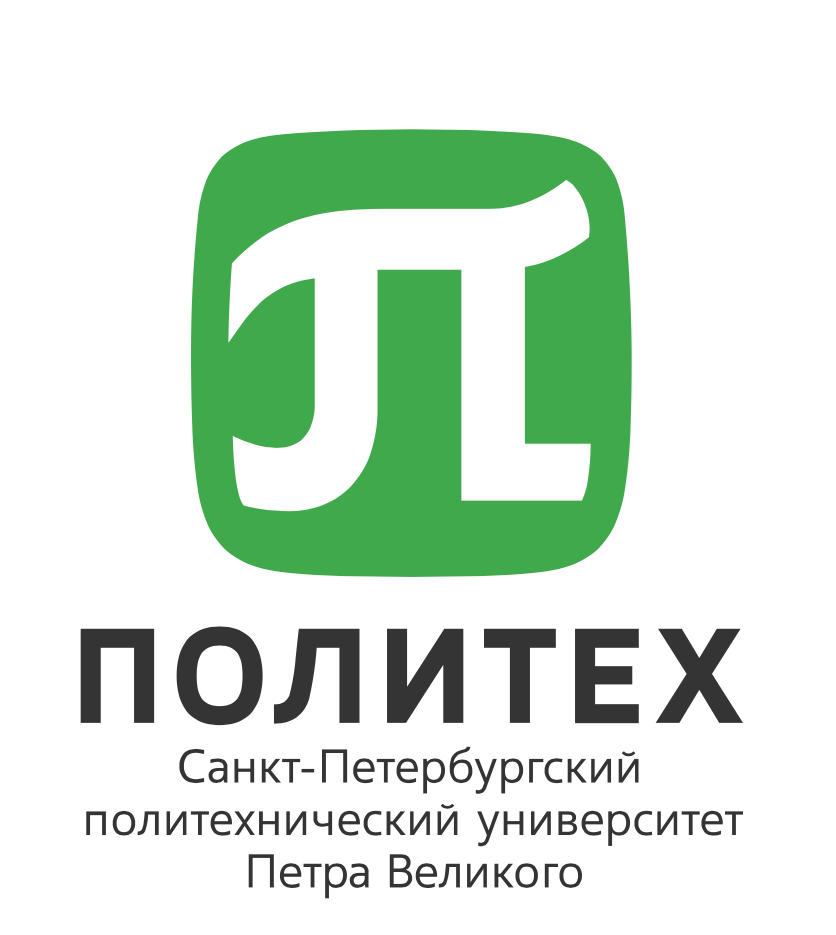 П
ПОЛИТЕХ
Санкт-Петербургский
политехнический университет
Петра Великого